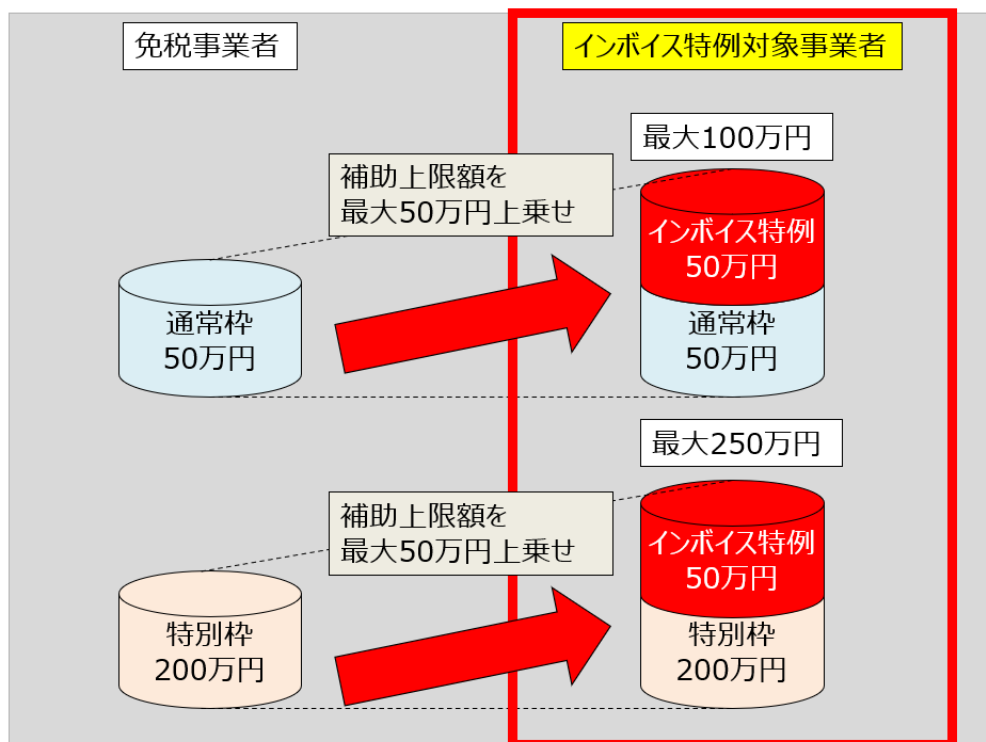 免税事業者
インボイス特例対象事業者
最大100万円
補助上限額を
最大50万円上乗せ
インボイス特例
50万円
通常枠
50万円
通常枠
50万円
最大250万円
補助上限額を
最大50万円上乗せ
インボイス特例
50万円
特別枠
200万円
特別枠
200万円